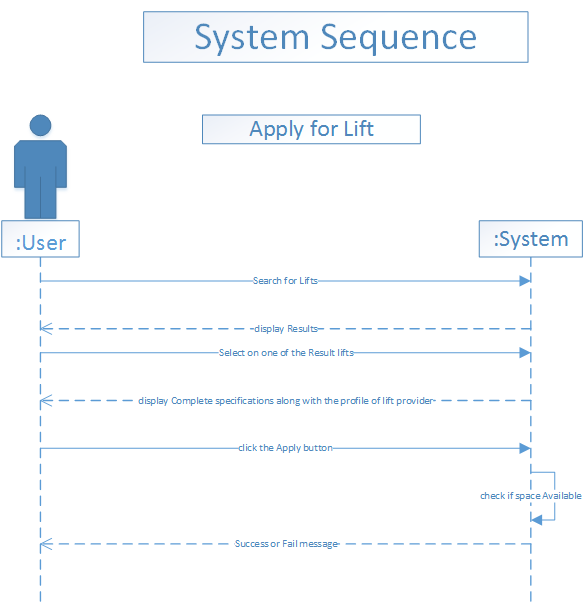 System Sequence
Apply for Lift
:User
:System
Search for Lifts
display Results
Select on one of the Result lifts
display Complete specifications along with the profile of lift provider
click the Apply button
check if space Available
Success or Fail message